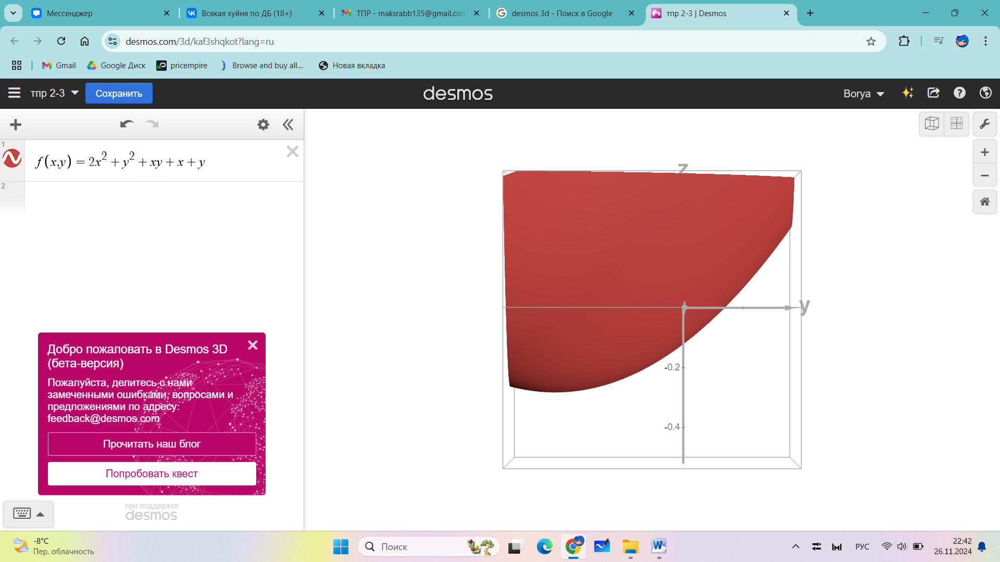 Мессенджер
Всякая хуйня по ДБ (18+)
ТПР - maksrabb135@gmail.com
desmos 3d - Поиск в Google
тпр 2-3 | Desmos
desmos.com/3d/kaf3shqkot?lang=ru
Gmail
Google Диск
pricempire
Browse and buy all...
Новая вкладка
тпр 2-3
Сохранить
desmos
Borya
1
f(x,y) = 2x² + y² + xy + x + y
2
z
y
-0.2
-0.4
Добро пожаловать в Desmos 3D
(бета-версия)
Пожалуйста, делитесь с нами
замеченными ошибками, вопросами и
предложениями по адресу:
feedback@desmos.com
Прочитать наш блог
Попробовать квест
при поддержке
desmos
-8°C
Пер. облачность
Поиск
РУС
22:42
26.11.2024